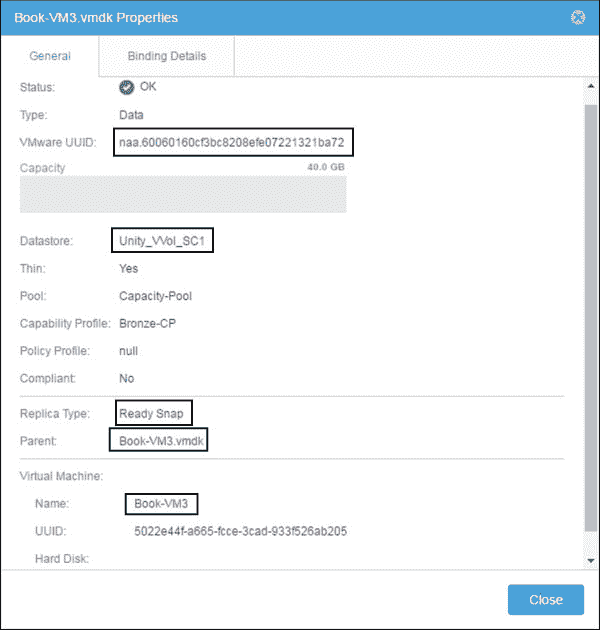 Book-VM3.vmdk Properties
General Binding Details
Status: OK
Type: Data
VMware UUID: naa.60060160cf3bc8208efe07221321ba72
Capacity 40.0 GB
Datastore: Unity_VVol_SC1
Thin: Yes
Pool: Capacity-Pool
Capability Profile: Bronze-CP
Policy Profile: null
Compliant: No
Replica Type: Ready Snap
Parent: Book-VM3.vmdk
Virtual Machine:
Name: Book-VM3
UUID: 5022e44f-a665-fcce-3cad-933f526ab205
Hard Disk:
Close